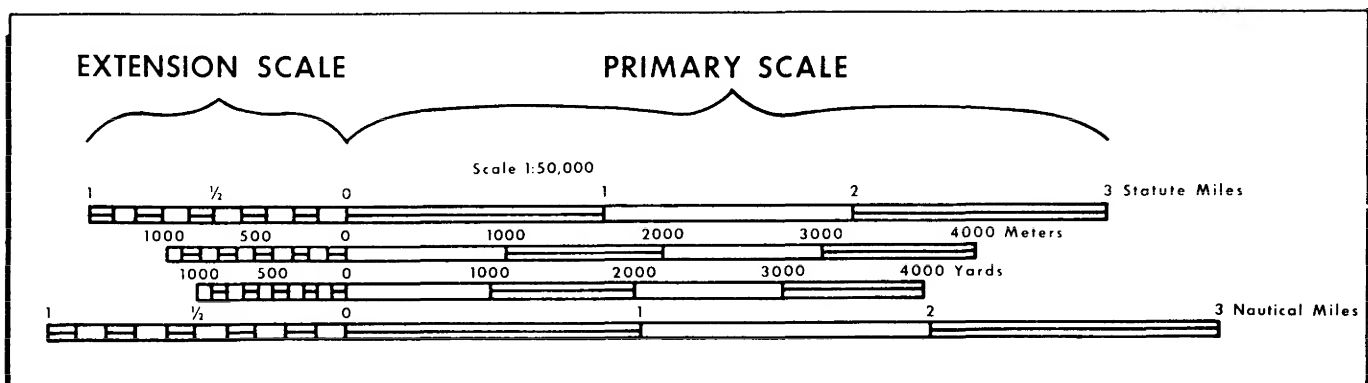 EXTENSION SCALE PRIMARY SCALE
Scale 1:50,000
1 ½ 0 1 2 3 Statute Miles
1000 500 0 1000 2000 3000 4000 Meters
1000 500 0 1000 2000 3000 4000 Yards
1 ½ 0 1 2 3 Nautical Miles